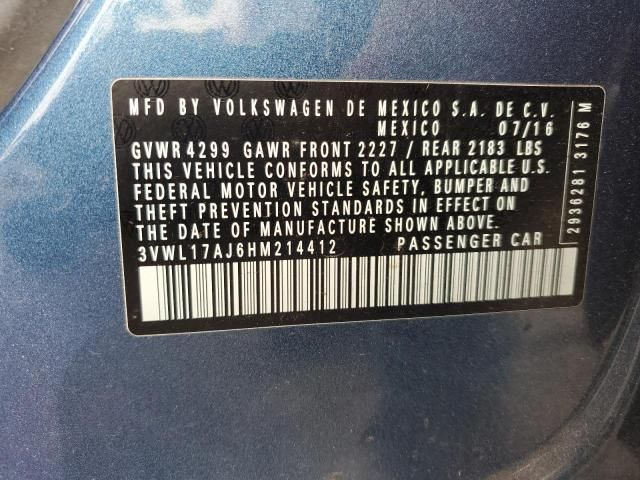 MFD BY VOLKSWAGEN DE MEXICO S.A. DE C.V.
MEXICO 07/16
GVWR 4299 GAWR FRONT 2227 / REAR 2183 LBS
THIS VEHICLE CONFORMS TO ALL APPLICABLE U.S.
FEDERAL MOTOR VEHICLE SAFETY, BUMPER AND
THEFT PREVENTION STANDARDS IN EFFECT ON
THE DATE OF MANUFACTURE SHOWN ABOVE.
3VWL17AJ6HM214412 PASSENGER CAR
2936281 3176 M